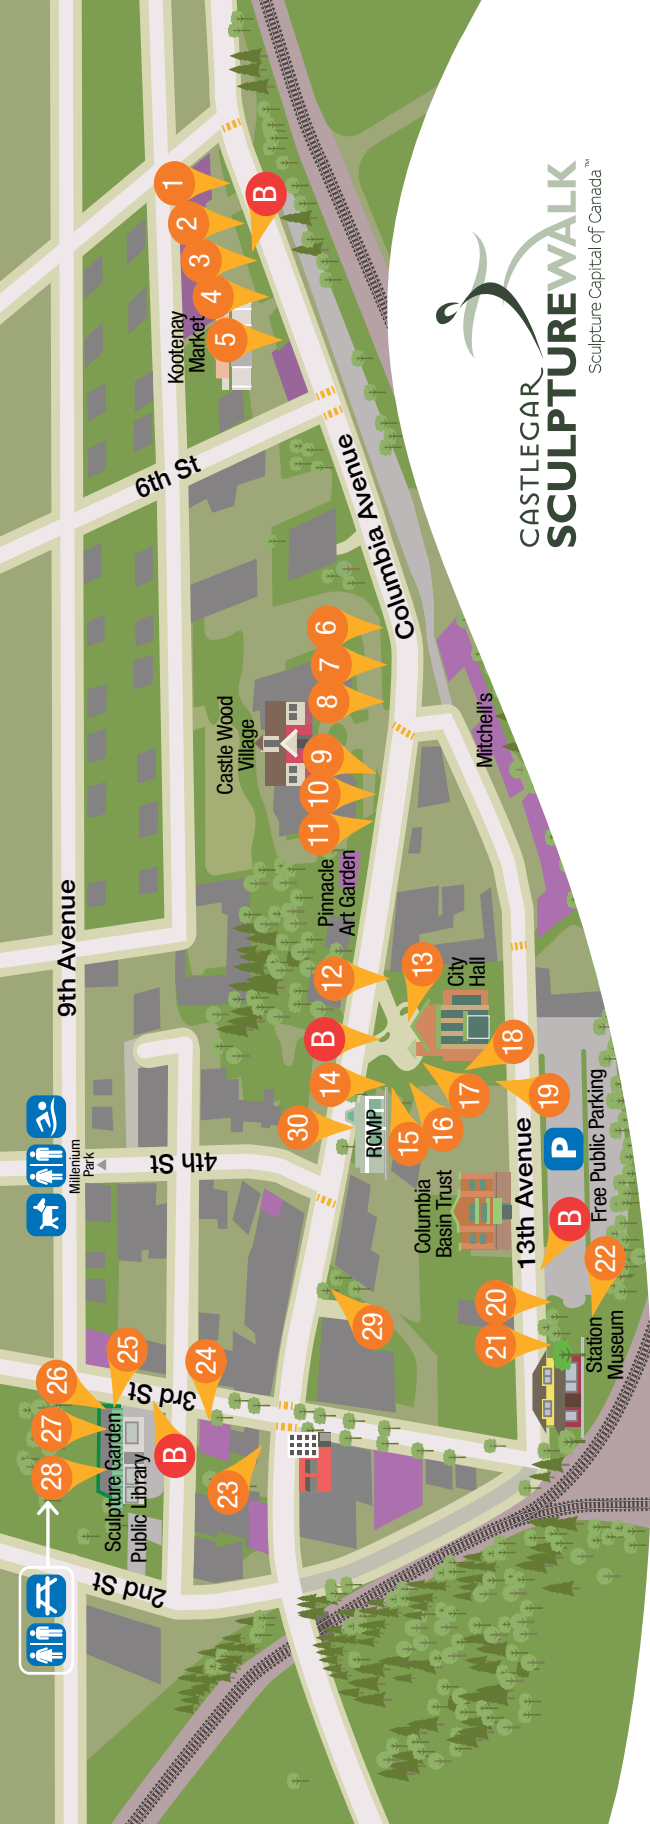 CASTLEGAR
SCULPTUREWALK™
Sculpture Capital of Canada
9th Avenue
6th St
Columbia Avenue
4th St
3rd St
2nd St
13th Avenue
Kootenay
Market
Castle Wood
Village
Mitchell's
Pinnacle
Art Garden
City
Hall
RCMP
Columbia
Basin Trust
Free Public Parking
P
Station
Museum
Millenium
Park
Sculpture Garden
Public Library
1
2
3
4
5
B
6
7
8
9
10
11
12
13
B
14
15
16
17
18
19
30
20
21
22
B
29
23
24
25
26
27
28
B